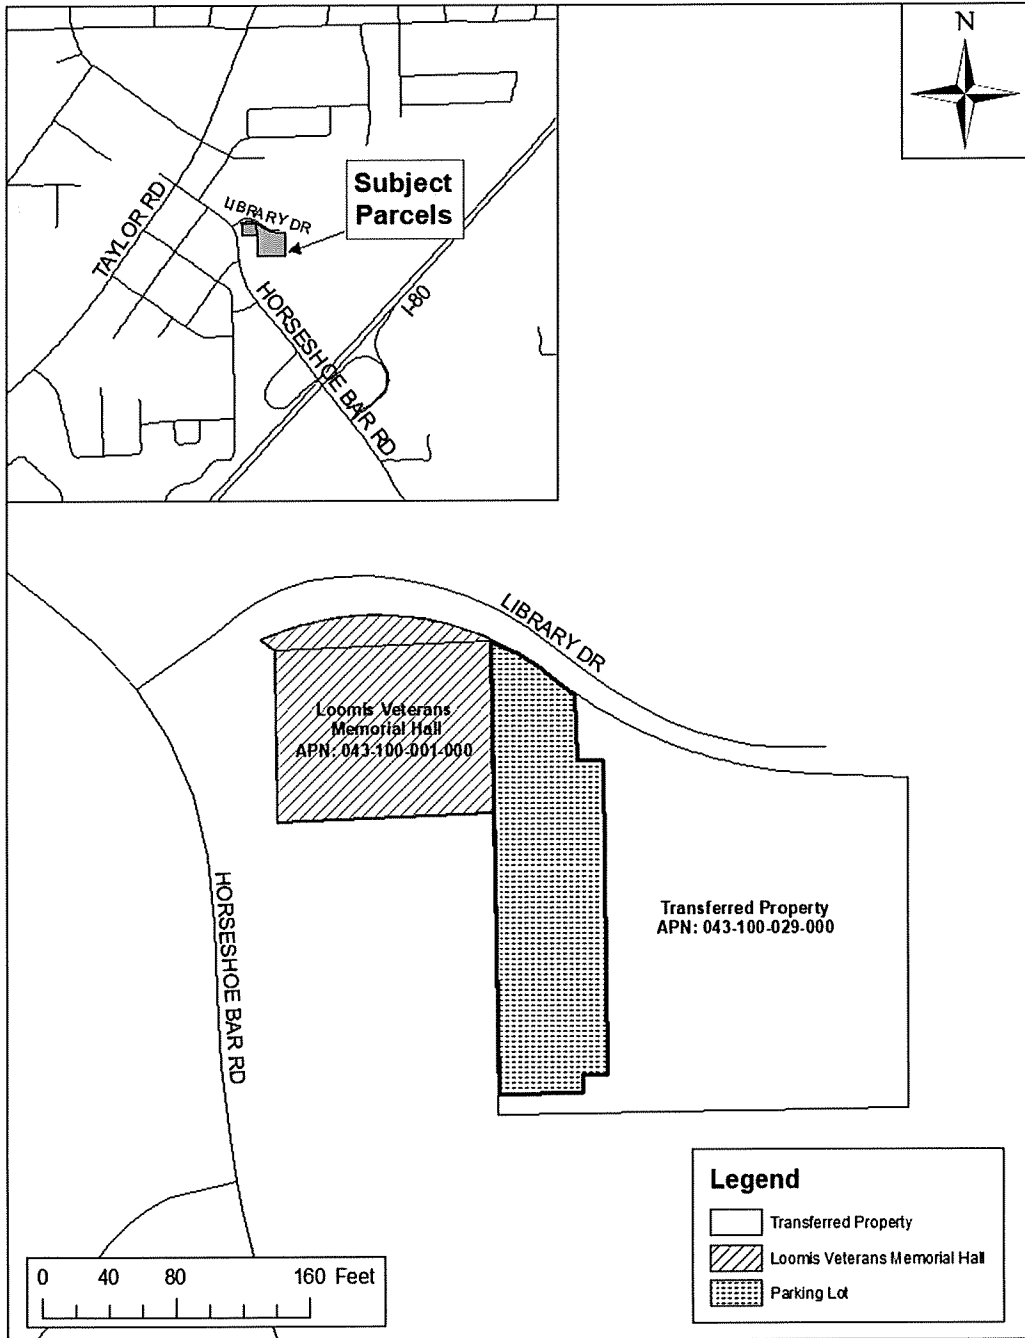 N
TAYLOR RD
LIBRARY DR
Subject
Parcels
HORSESHOE BAR RD
I-80
LIBRARY DR
Loomis Veterans
Memorial Hall
APN: 043-100-001-000
Transferred Property
APN: 043-100-029-000
HORSESHOE BAR RD
Legend
Transferred Property
Loomis Veterans Memorial Hall
Parking Lot
0 40 80 160 Feet